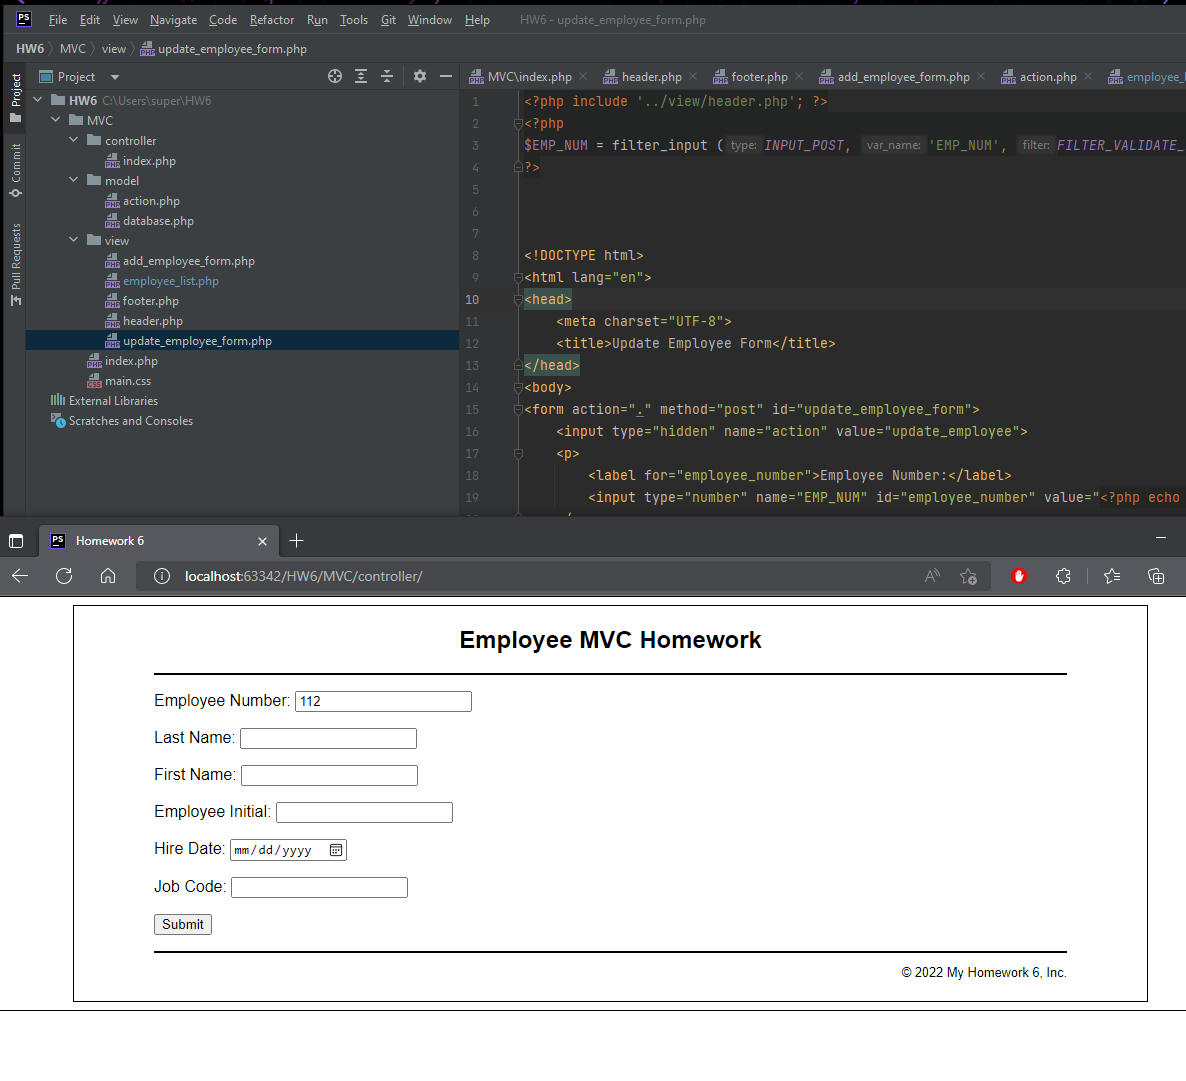 PS File Edit View Navigate Code Refactor Run Tools Git Window Help HW6 - update_employee_form.php
HW6 MVC view update_employee_form.php
Project
MVC\index.php header.php footer.php add_employee_form.php action.php employee_
Project
Commit
Pull Requests
HW6 C:\Users\super\HW6
MVC
controller
index.php
model
action.php
database.php
view
add_employee_form.php
employee_list.php
footer.php
header.php
update_employee_form.php
index.php
main.css
External Libraries
Scratches and Consoles
1 <?php include '../view/header.php'; ?>
2 <?php
3 $EMP_NUM = filter_input ( type: INPUT_POST, var_name: 'EMP_NUM', filter: FILTER_VALIDATE_
4 ?>
5
6
7
8 <!DOCTYPE html>
9 <html lang="en">
10 <head>
11 <meta charset="UTF-8">
12 <title>Update Employee Form</title>
13 </head>
14 <body>
15 <form action="." method="post" id="update_employee_form">
16 <input type="hidden" name="action" value="update_employee">
17 <p>
18 <label for="employee_number">Employee Number:</label>
19 <input type="number" name="EMP_NUM" id="employee_number" value="<?php echo
PS Homework 6
localhost:63342/HW6/MVC/controller/
Employee MVC Homework
Employee Number: 112
Last Name:
First Name:
Employee Initial:
Hire Date: mm/dd/yyyy
Job Code:
Submit
© 2022 My Homework 6, Inc.